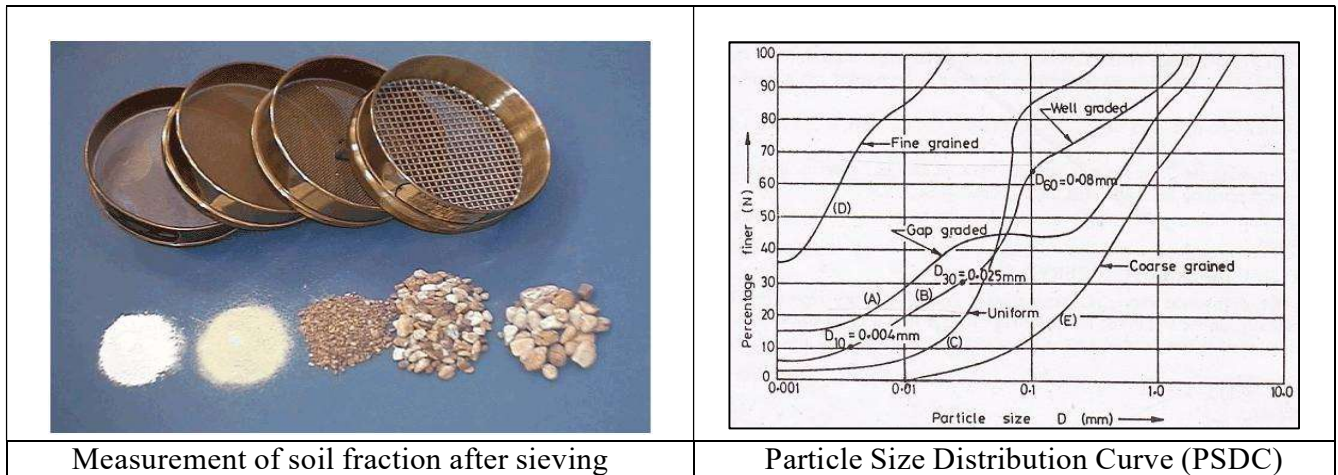 100
90
80
70
60
50
40
30
20
10
0
Percentage finer (N)
Fine grained
Well graded
D60=0.08mm
(D)
Gap graded
D30=0.025mm
Coarse grained
(A)
(B)
Uniform
D10=0.004mm
(C)
(E)
0.001
0.01
0.1
1.0
10.0
Particle size D (mm)
Measurement of soil fraction after sieving
Particle Size Distribution Curve (PSDC)